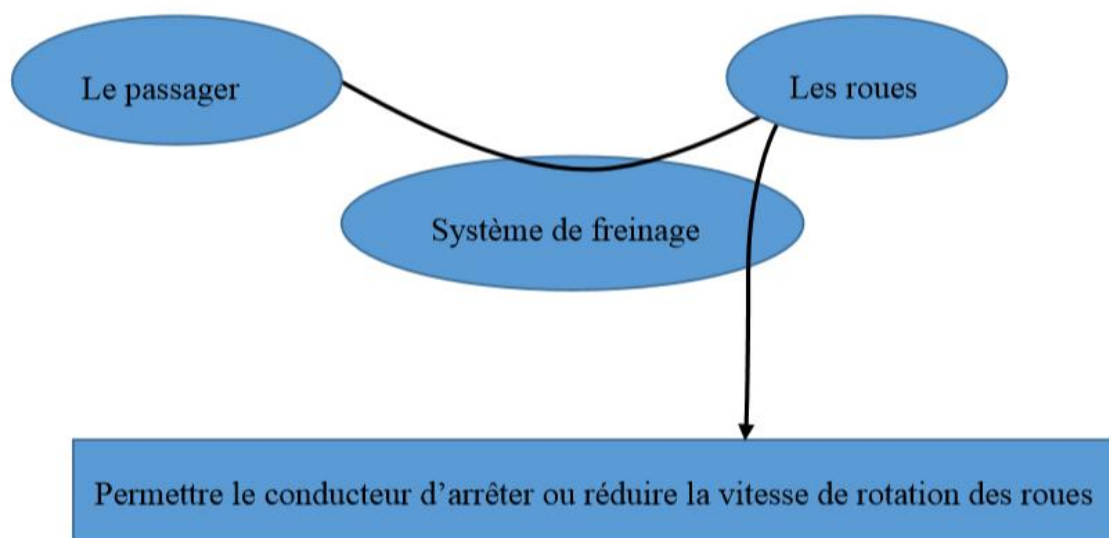 Le passager
Les roues
Système de freinage
Permettre le conducteur d’arrêter ou réduire la vitesse de rotation des roues